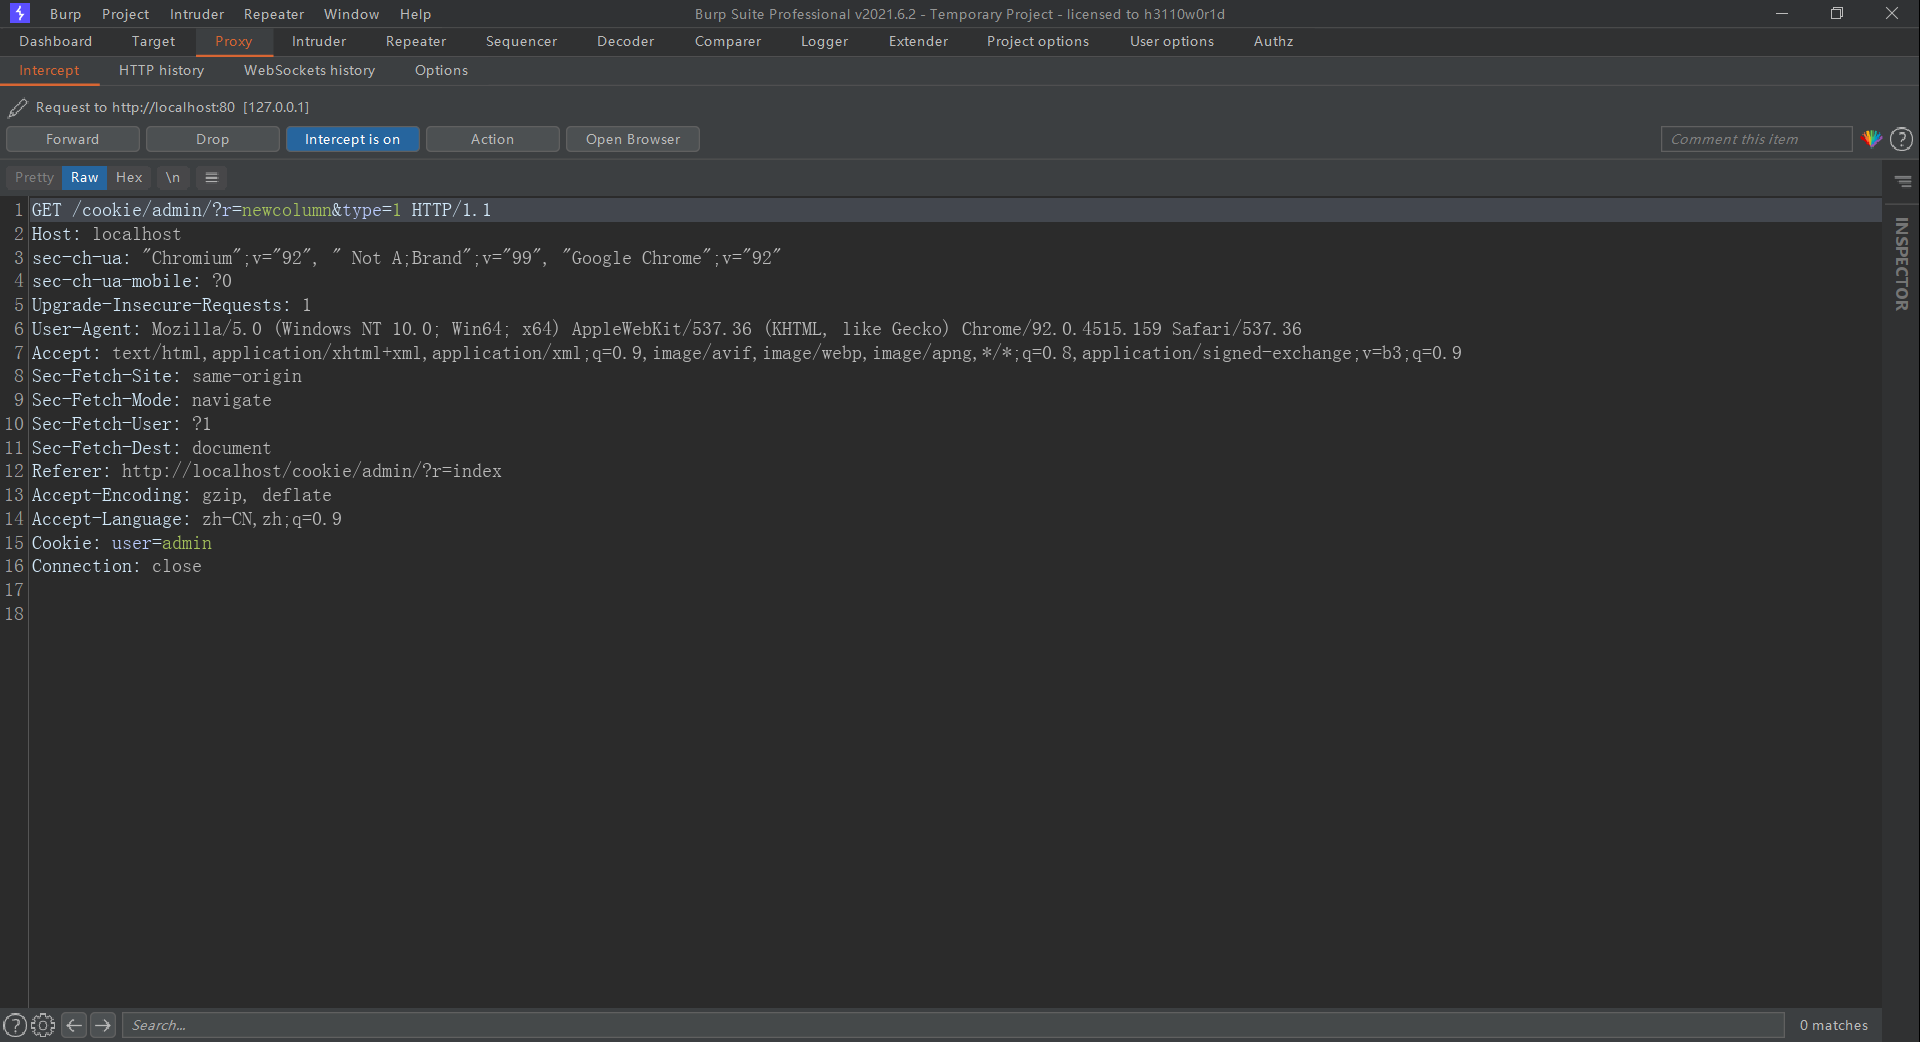 Burp Project Intruder Repeater Window Help Burp Suite Professional v2021.6.2 - Temporary Project - licensed to h3110w0r1d
Dashboard Target Proxy Intruder Repeater Sequencer Decoder Comparer Logger Extender Project options User options Authz
Intercept HTTP history WebSockets history Options
Request to http://localhost:80 [127.0.0.1]
Forward Drop Intercept is on Action Open Browser Comment this item ?
Pretty Raw Hex \n
INSPECTOR
1 GET /cookie/admin/?r=newcolumn&type=1 HTTP/1.1
2 Host: localhost
3 sec-ch-ua: "Chromium";v="92", " Not A;Brand";v="99", "Google Chrome";v="92"
4 sec-ch-ua-mobile: ?0
5 Upgrade-Insecure-Requests: 1
6 User-Agent: Mozilla/5.0 (Windows NT 10.0; Win64; x64) AppleWebKit/537.36 (KHTML, like Gecko) Chrome/92.0.4515.159 Safari/537.36
7 Accept: text/html,application/xhtml+xml,application/xml;q=0.9,image/avif,image/webp,image/apng,*/*;q=0.8,application/signed-exchange;v=b3;q=0.9
8 Sec-Fetch-Site: same-origin
9 Sec-Fetch-Mode: navigate
10 Sec-Fetch-User: ?1
11 Sec-Fetch-Dest: document
12 Referer: http://localhost/cookie/admin/?r=index
13 Accept-Encoding: gzip, deflate
14 Accept-Language: zh-CN,zh;q=0.9
15 Cookie: user=admin
16 Connection: close
17
18
? Search... 0 matches